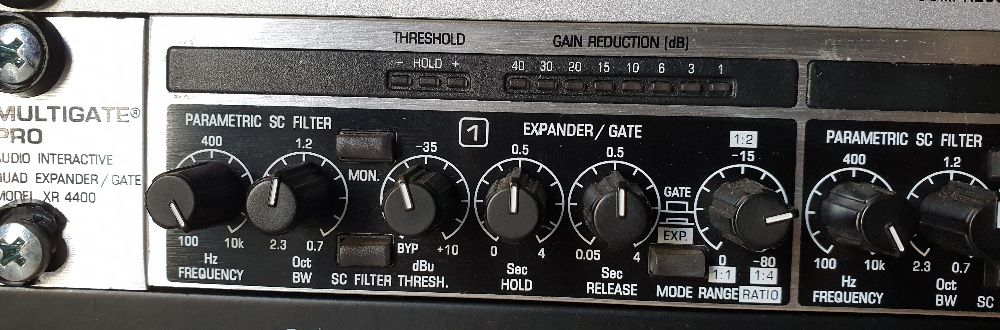 MULTIGATE®
PRO
AUDIO INTERACTIVE
QUAD EXPANDER/GATE
MODEL XR 4400
THRESHOLD
- HOLD +
GAIN REDUCTION (dB)
40 30 20 15 10 6 3 1
PARAMETRIC SC FILTER
1
EXPANDER/GATE
400
1.2
MON.
-35
0.5
0.5
1:2
-15
GATE
EXP.
100 10k
Hz
FREQUENCY
2.3 0.7
Oct
BW
SC FILTER
BYP +10
dBu
THRESH.
0 4
Sec
HOLD
0.05 4
Sec
RELEASE
MODE
0 -80
1:1 1:4
RANGE/RATIO
PARAMETRIC SC FILTER
400
1.2
100 10k
Hz
FREQUENCY
2.3 0.7
Oct
BW
SC